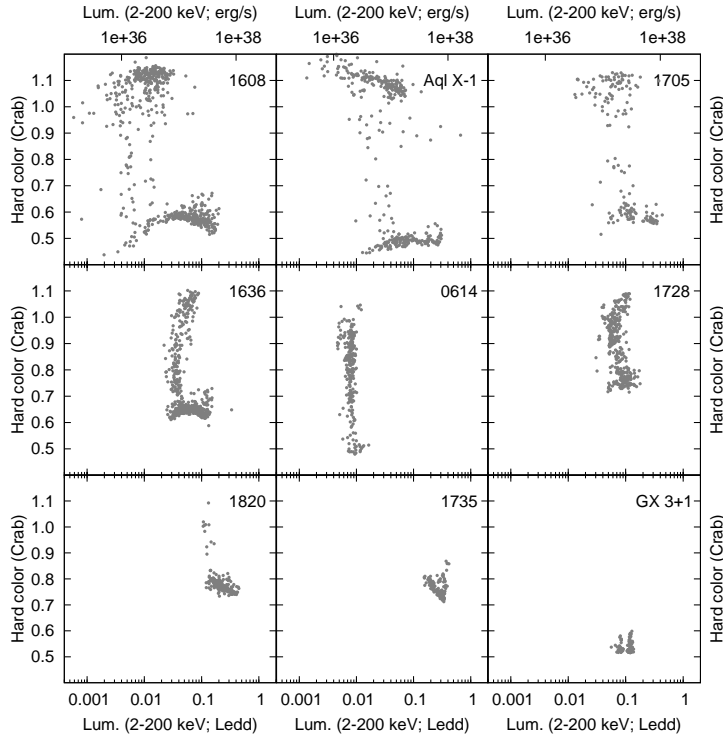 Lum. (2-200 keV; erg/s) Lum. (2-200 keV; erg/s) Lum. (2-200 keV; erg/s)
1e+36 1e+38 1e+36 1e+38 1e+36 1e+38
Hard color (Crab) 1.1 1.0 0.9 0.8 0.7 0.6 0.5 1608 Aql X-1 1705 Hard color (Crab)
Hard color (Crab) 1.1 1.0 0.9 0.8 0.7 0.6 0.5 1636 0614 1728 Hard color (Crab)
Hard color (Crab) 1.1 1.0 0.9 0.8 0.7 0.6 0.5 1820 1735 GX 3+1 Hard color (Crab)
0.001 0.01 0.1 1 0.001 0.01 0.1 1 0.001 0.01 0.1 1
Lum. (2-200 keV; Ledd) Lum. (2-200 keV; Ledd) Lum. (2-200 keV; Ledd)